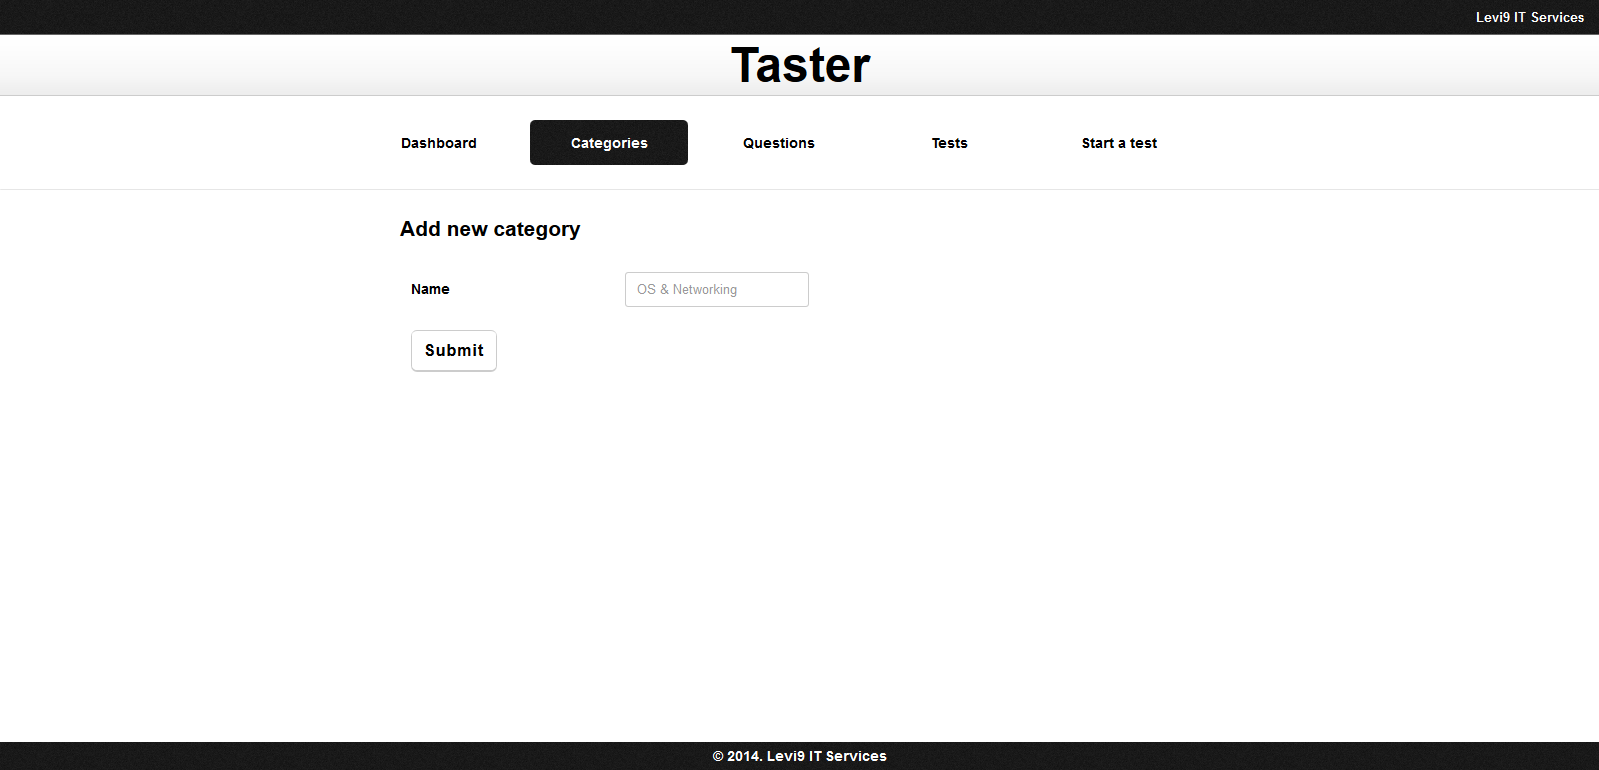 Levi9 IT Services
Taster
Dashboard Categories Questions Tests Start a test
Add new category
Name OS & Networking
Submit
© 2014. Levi9 IT Services